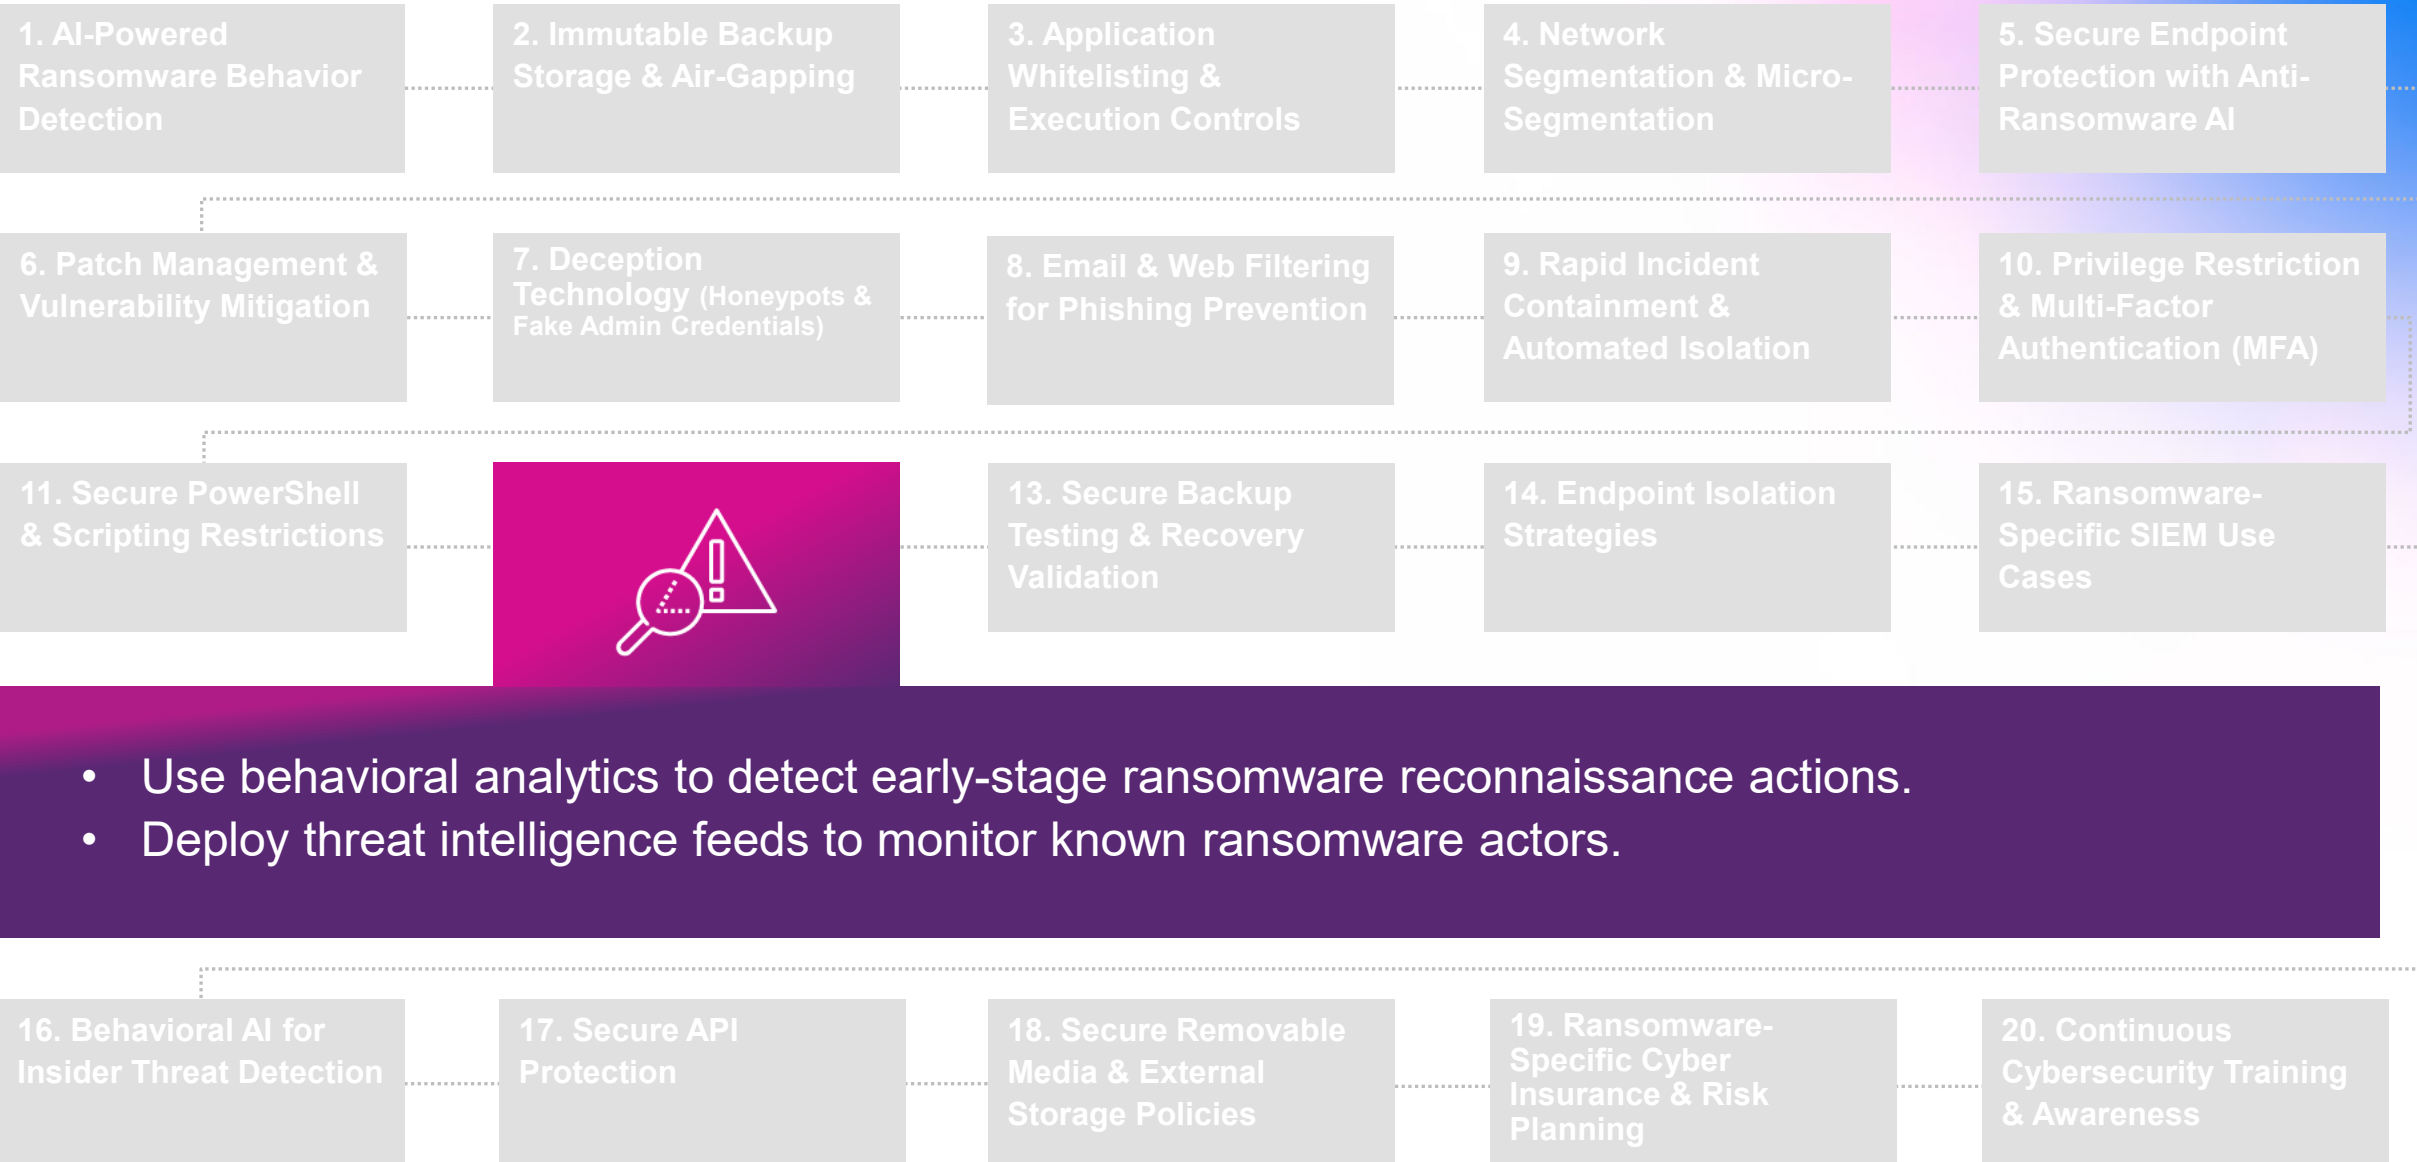 1. AI-Powered
Ransomware Behavior
Detection
2. Immutable Backup
Storage & Air-Gapping
3. Application
Whitelisting &
Execution Controls
4. Network
Segmentation & Micro-
Segmentation
5. Secure Endpoint
Protection with Anti-
Ransomware AI
6. Patch Management &
Vulnerability Mitigation
7. Deception
Technology (Honeypots &
Fake Admin Credentials)
8. Email & Web Filtering
for Phishing Prevention
9. Rapid Incident
Containment &
Automated Isolation
10. Privilege Restriction
& Multi-Factor
Authentication (MFA)
11. Secure PowerShell
& Scripting Restrictions
13. Secure Backup
Testing & Recovery
Validation
14. Endpoint Isolation
Strategies
15. Ransomware-
Specific SIEM Use
Cases
• Use behavioral analytics to detect early-stage ransomware reconnaissance actions.
• Deploy threat intelligence feeds to monitor known ransomware actors.
16. Behavioral AI for
Insider Threat Detection
17. Secure API
Protection
18. Secure Removable
Media & External
Storage Policies
19. Ransomware-
Specific Cyber
Insurance & Risk
Planning
20. Continuous
Cybersecurity Training
& Awareness